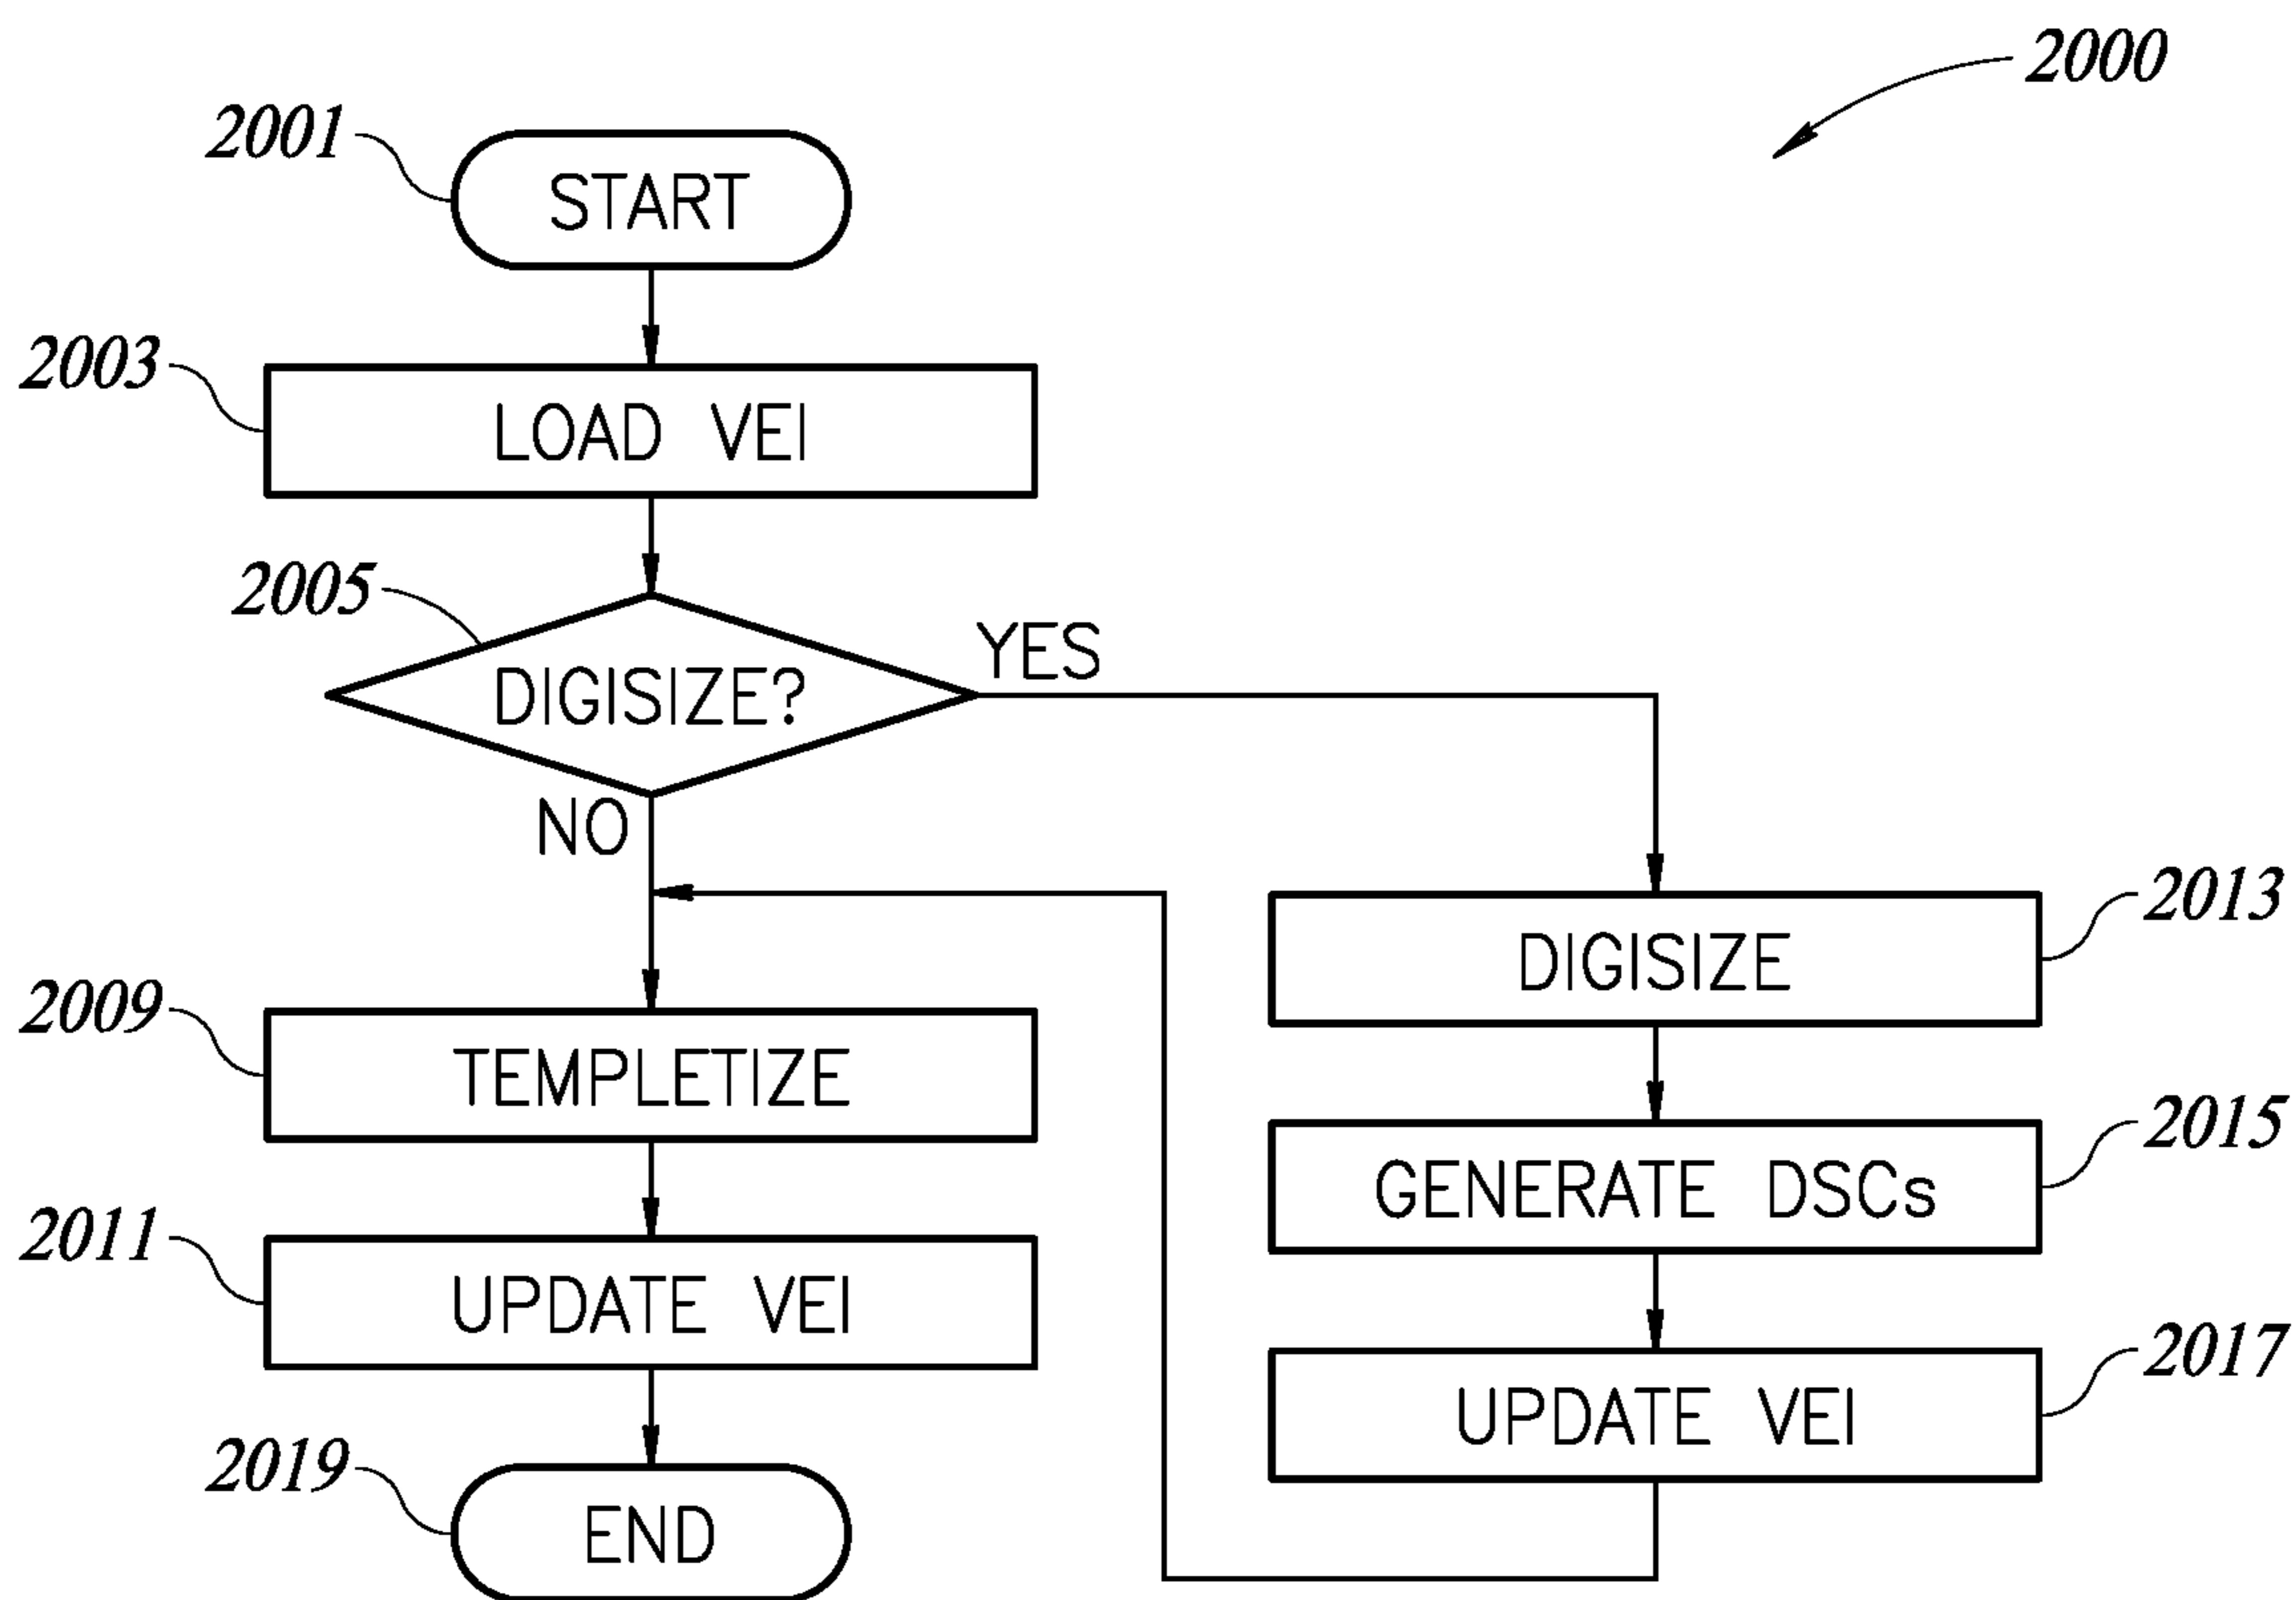 2000
2001
START
2003
LOAD VEI
2005
DIGISIZE?
YES
NO
2013
DIGISIZE
2009
TEMPLETIZE
2015
GENERATE DSCs
2011
UPDATE VEI
2017
UPDATE VEI
2019
END